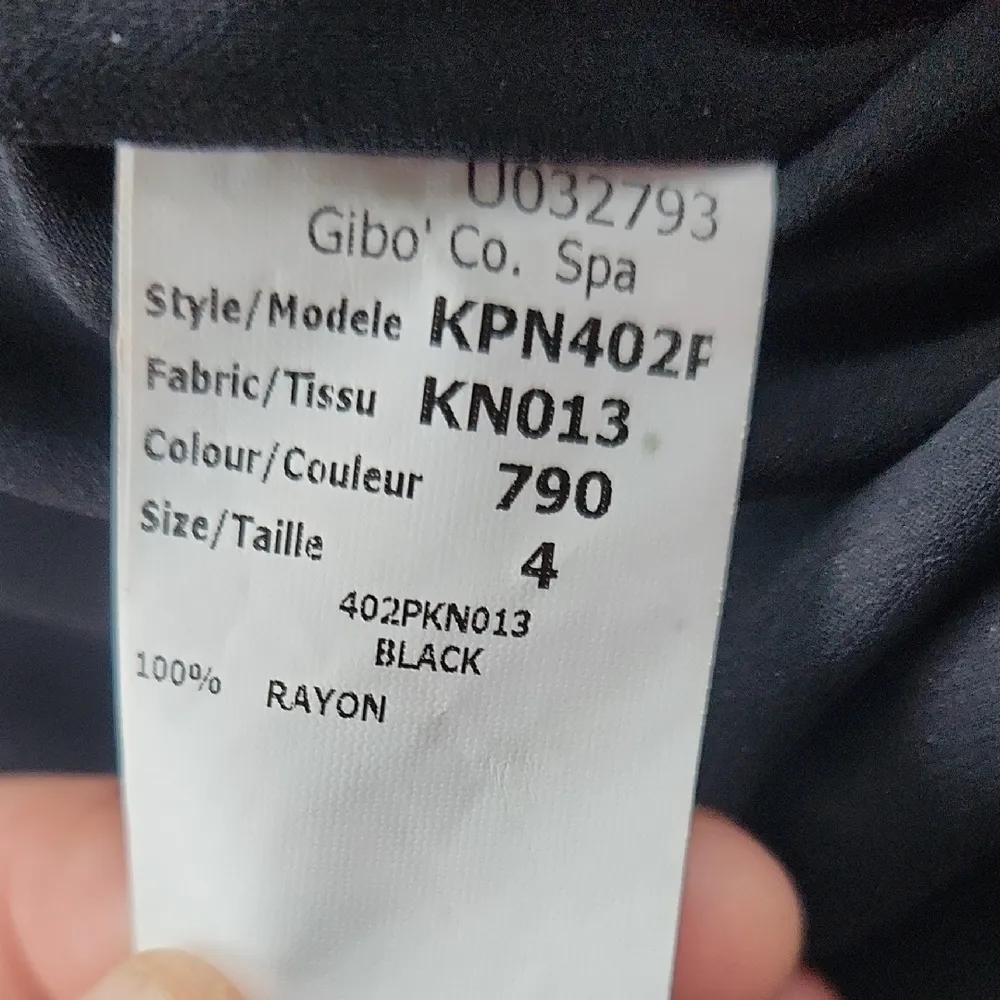 U032793
Gibo' Co. Spa
Style/Modele KPN402P
Fabric/Tissu KN013
Colour/Couleur 790
Size/Taille 4
402PKN013
BLACK
100% RAYON